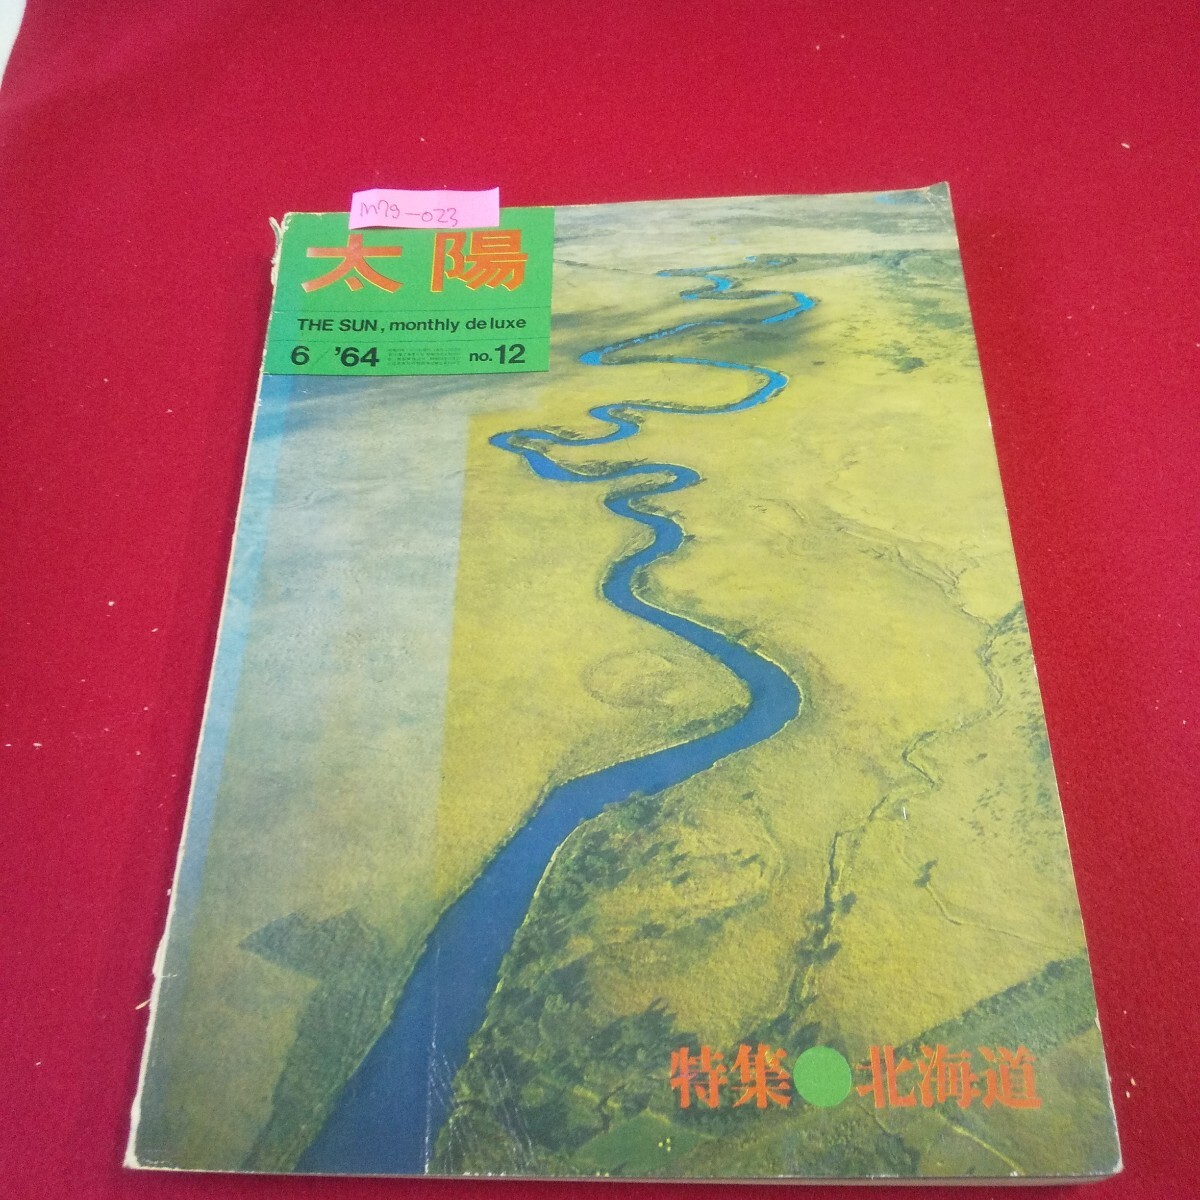 M79-023
太陽
THE SUN, monthly de luxe
6 / '64 no.12
特集●北海道